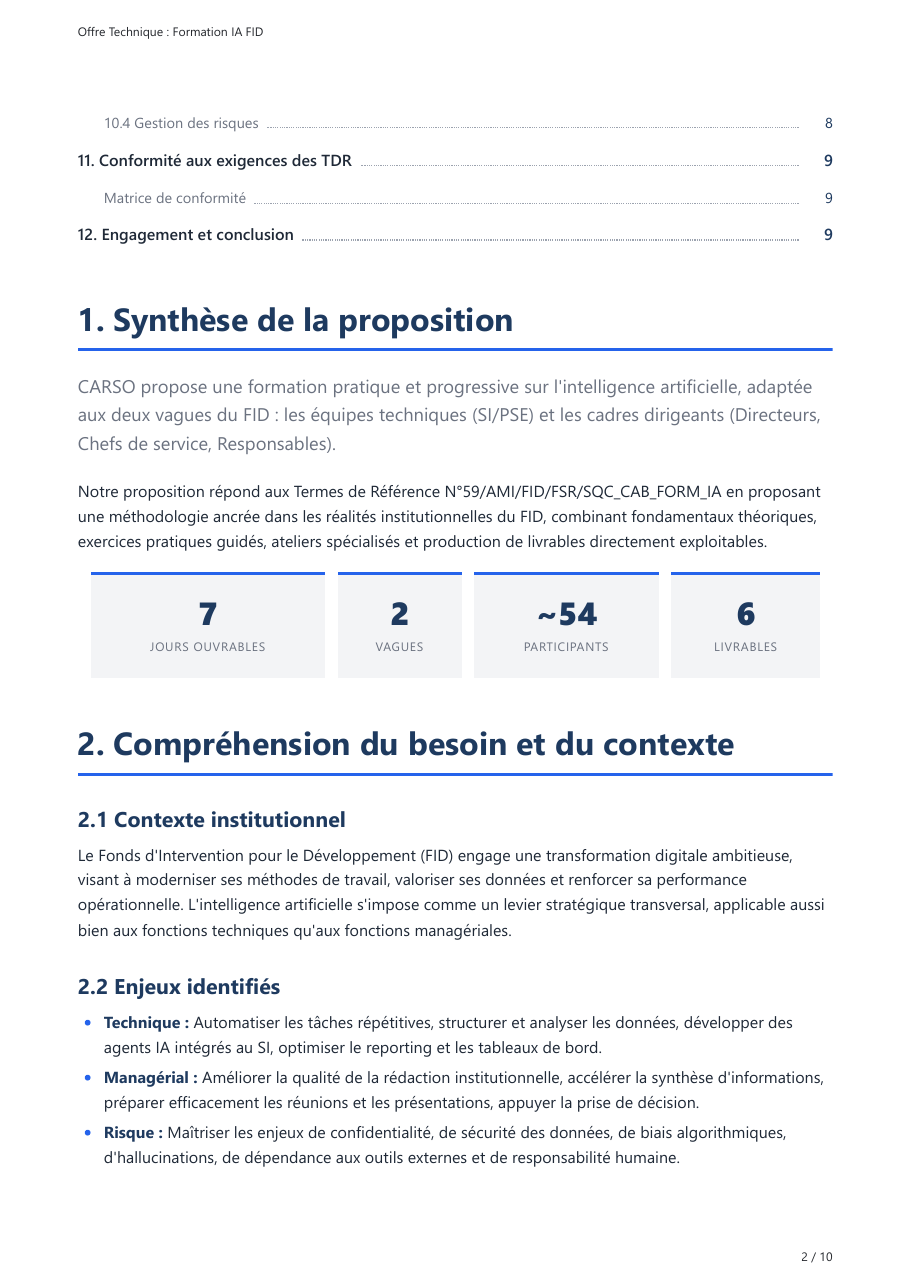 Offre Technique : Formation IA FID
10.4 Gestion des risques 8
11. Conformité aux exigences des TDR 9
Matrice de conformité 9
12. Engagement et conclusion 9
1. Synthèse de la proposition
CARSO propose une formation pratique et progressive sur l'intelligence artificielle, adaptée
aux deux vagues du FID : les équipes techniques (SI/PSE) et les cadres dirigeants (Directeurs,
Chefs de service, Responsables).
Notre proposition répond aux Termes de Référence N°59/AMI/FID/FSR/SQC_CAB_FORM_IA en proposant
une méthodologie ancrée dans les réalités institutionnelles du FID, combinant fondamentaux théoriques,
exercices pratiques guidés, ateliers spécialisés et production de livrables directement exploitables.
7
JOURS OUVRABLES
2
VAGUES
~54
PARTICIPANTS
6
LIVRABLES
2. Compréhension du besoin et du contexte
2.1 Contexte institutionnel
Le Fonds d'Intervention pour le Développement (FID) engage une transformation digitale ambitieuse,
visant à moderniser ses méthodes de travail, valoriser ses données et renforcer sa performance
opérationnelle. L'intelligence artificielle s'impose comme un levier stratégique transversal, applicable aussi
bien aux fonctions techniques qu'aux fonctions managériales.
2.2 Enjeux identifiés
• Technique : Automatiser les tâches répétitives, structurer et analyser les données, développer des
agents IA intégrés au SI, optimiser le reporting et les tableaux de bord.
• Managérial : Améliorer la qualité de la rédaction institutionnelle, accélérer la synthèse d'informations,
préparer efficacement les réunions et les présentations, appuyer la prise de décision.
• Risque : Maîtriser les enjeux de confidentialité, de sécurité des données, de biais algorithmiques,
d'hallucinations, de dépendance aux outils externes et de responsabilité humaine.
2 / 10